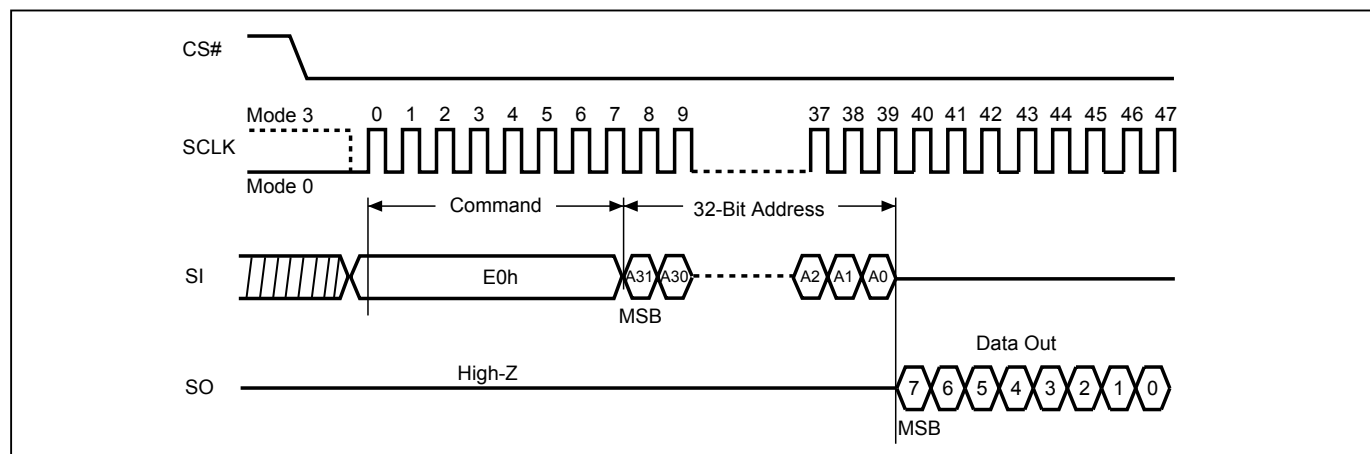 CS#
Mode 3
0 1 2 3 4 5 6 7 8 9 37 38 39 40 41 42 43 44 45 46 47
SCLK
Mode 0
Command 32-Bit Address
SI E0h A31 A30 A2 A1 A0
MSB
Data Out
High-Z
SO 7 6 5 4 3 2 1 0
MSB